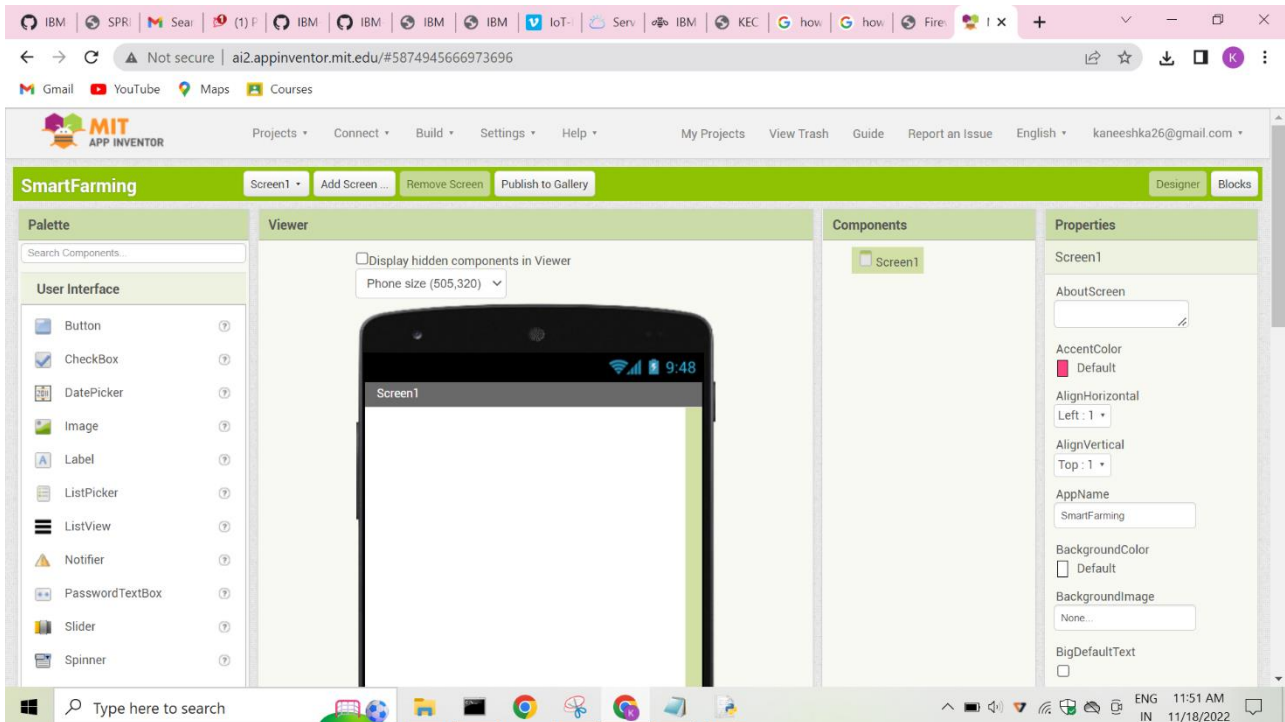 IBM SPRI Sear (1) P IBM IBM IBM IBM IoT- Serv IBM KEC how how Fire
Not secure ai2.appinventor.mit.edu/#5874945666973696 K
Gmail YouTube Maps Courses
MIT APP INVENTOR
Projects Connect Build Settings Help My Projects View Trash Guide Report an Issue English kaneeshka26@gmail.com
SmartFarming Screen1 Add Screen ... Remove Screen Publish to Gallery Designer Blocks
Palette
Search Components...
User Interface
Button
CheckBox
DatePicker
Image
Label
ListPicker
ListView
Notifier
PasswordTextBox
Slider
Spinner
Viewer
Display hidden components in Viewer
Phone size (505,320)
9:48
Screen1
Components
Screen1
Properties
Screen1
AboutScreen
AccentColor
Default
AlignHorizontal
Left : 1
AlignVertical
Top : 1
AppName
SmartFarming
BackgroundColor
Default
BackgroundImage
None...
BigDefaultText
Type here to search
ENG 11:51 AM
IN 11/18/2022